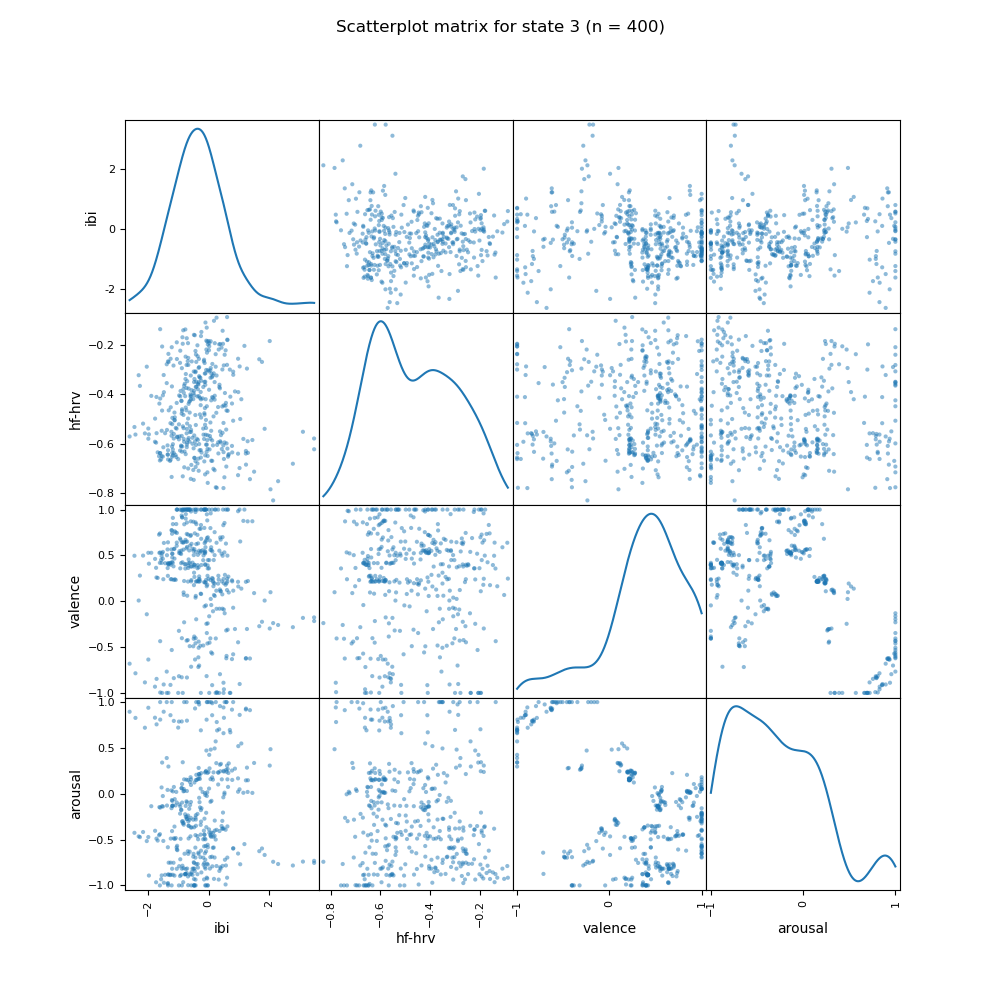 Scatterplot matrix for state 3 (n = 400)
ibi
2
0
−2
hf-hrv
−0.2
−0.4
−0.6
−0.8
valence
1.0
0.5
0.0
−0.5
−1.0
arousal
1.0
0.5
0.0
−0.5
−1.0
−2 0 2
−0.8 −0.6 −0.4 −0.2
−1 0 1
−1 0 1
ibi hf-hrv valence arousal